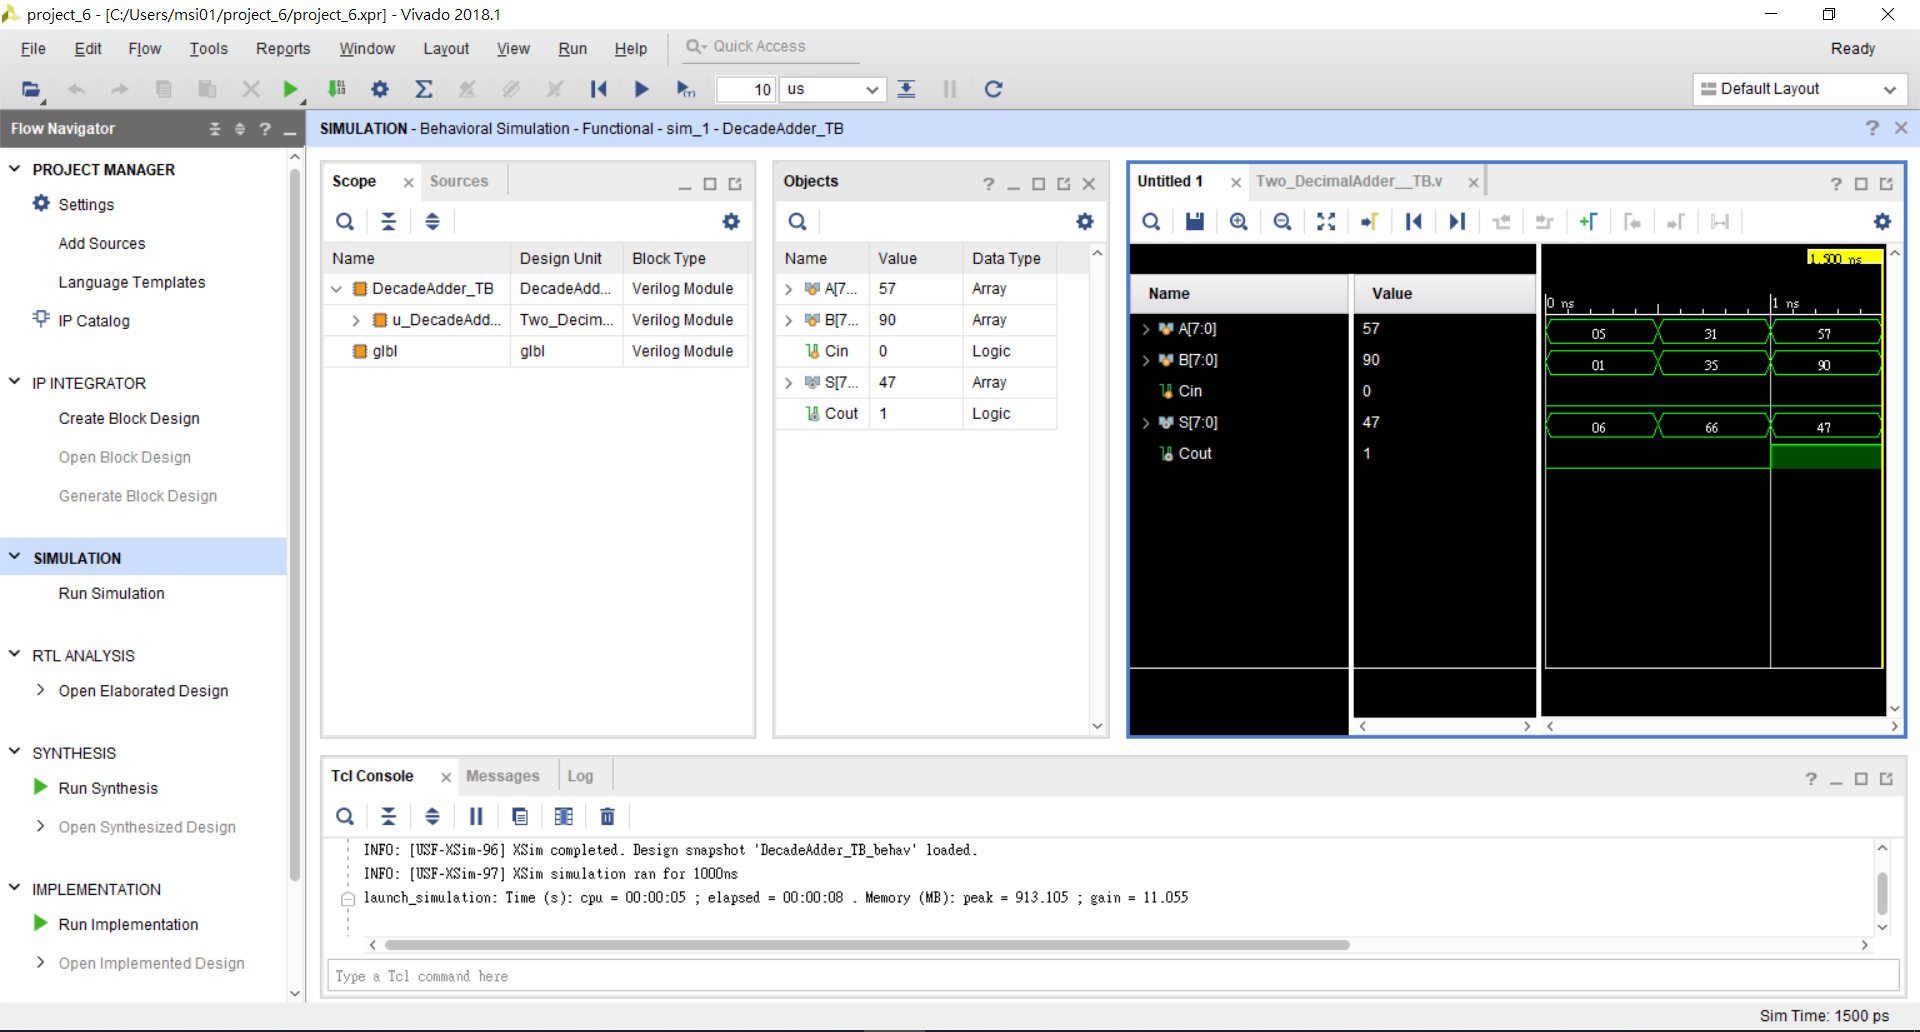 project_6 - [C:/Users/msi01/project_6/project_6.xpr] - Vivado 2018.1
File Edit Flow Tools Reports Window Layout View Run Help Quick Access Ready
10 us Default Layout
Flow Navigator
SIMULATION - Behavioral Simulation - Functional - sim_1 - DecadeAdder_TB
PROJECT MANAGER
Settings
Add Sources
Language Templates
IP Catalog
IP INTEGRATOR
Create Block Design
Open Block Design
Generate Block Design
SIMULATION
Run Simulation
RTL ANALYSIS
Open Elaborated Design
SYNTHESIS
Run Synthesis
Open Synthesized Design
IMPLEMENTATION
Run Implementation
Open Implemented Design
Scope Sources
Name Design Unit Block Type
DecadeAdder_TB DecadeAdd... Verilog Module
u_DecadeAdd... Two_Decim... Verilog Module
glbl glbl Verilog Module
Objects
Name Value Data Type
A[7... 57 Array
B[7... 90 Array
Cin 0 Logic
S[7... 47 Array
Cout 1 Logic
Untitled 1 Two_DecimalAdder__TB.v
1.500 ns
Name Value 0 ns 1 ns
A[7:0] 57 05 31 57
B[7:0] 90 01 35 90
Cin 0
S[7:0] 47 06 66 47
Cout 1
Tcl Console Messages Log
INFO: [USF-XSim-96] XSim completed. Design snapshot 'DecadeAdder_TB_behav' loaded.
INFO: [USF-XSim-97] XSim simulation ran for 1000ns
launch_simulation: Time (s): cpu = 00:00:05 ; elapsed = 00:00:08 . Memory (MB): peak = 913.105 ; gain = 11.055
Type a Tcl command here
Sim Time: 1500 ps